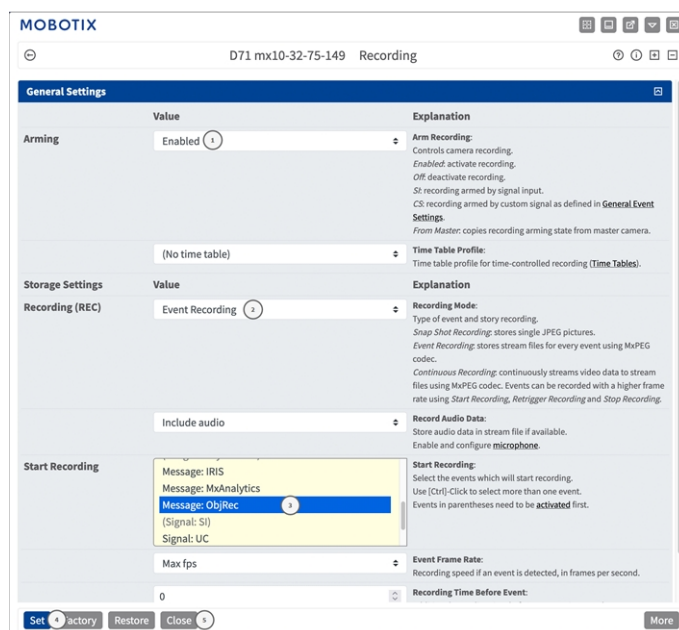 MOBOTIX
D71 mx10-32-75-149 Recording
General Settings
Value Explanation
Arming Enabled 1 Arm Recording:
Controls camera recording.
Enabled: activate recording.
Off: deactivate recording.
SI: recording armed by signal input.
CS: recording armed by custom signal as defined in General Event
Settings.
From Master: copies recording arming state from master camera.
(No time table) Time Table Profile:
Time table profile for time-controlled recording (Time Tables).
Storage Settings Value Explanation
Recording (REC) Event Recording 2 Recording Mode:
Type of event and story recording.
Snap Shot Recording: stores single JPEG pictures.
Event Recording: stores stream files for every event using MxPEG
codec.
Continuous Recording: continuously streams video data to stream
files using MxPEG codec. Events can be recorded with a higher frame
rate using Start Recording, Retrigger Recording and Stop Recording.
Include audio Record Audio Data:
Store audio data in stream file if available.
Enable and configure microphone.
Start Recording Start Recording:
Message: IRIS Select the events which will start recording.
Message: MxAnalytics Use [Ctrl]-Click to select more than one event.
Message: ObjRec 3 Events in parentheses need to be activated first.
(Signal: SI)
Signal: UC
Max fps Event Frame Rate:
Recording speed if an event is detected, in frames per second.
0 Recording Time Before Event:
Set 4 actory Restore Close 5 More